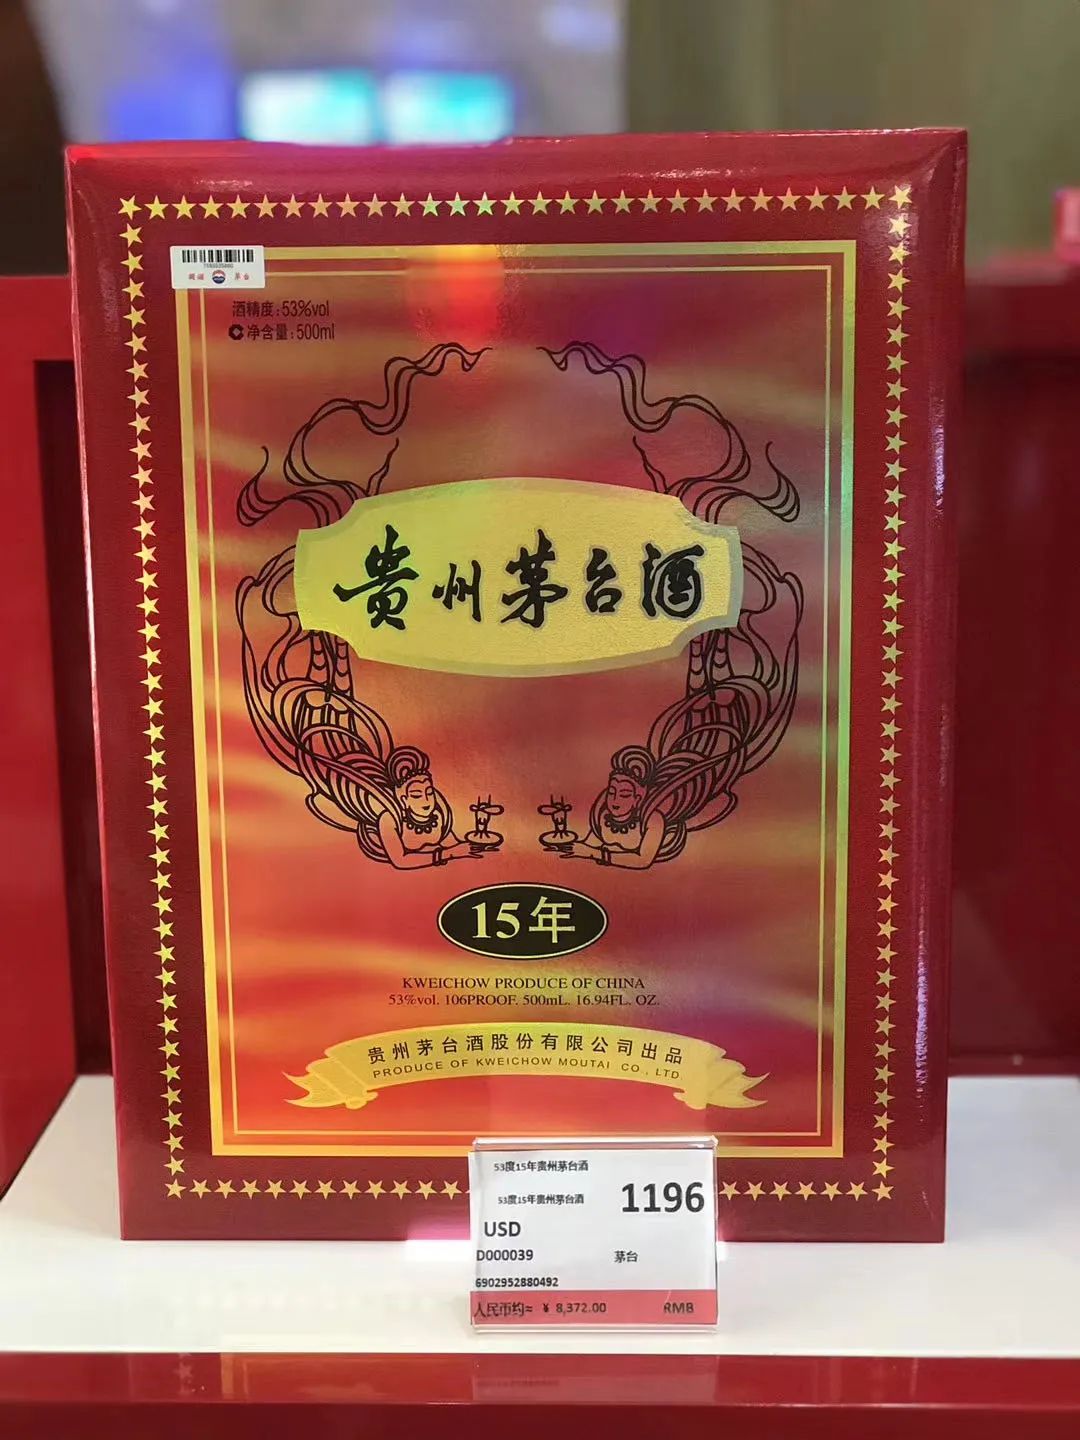 茅台
酒精度:53%vol
净含量:500ml
贵州茅台酒
15年
KWEICHOW PRODUCE OF CHINA
53%vol. 106PROOF. 500mL. 16.94FL. OZ.
贵州茅台酒股份有限公司出品
PRODUCE OF KWEICHOW MOUTAI CO., LTD.
53度15年贵州茅台酒
53度15年贵州茅台酒 1196
USD
D000039 茅台
6902952880492
人民币约≈ ¥ 8,372.00 RMB